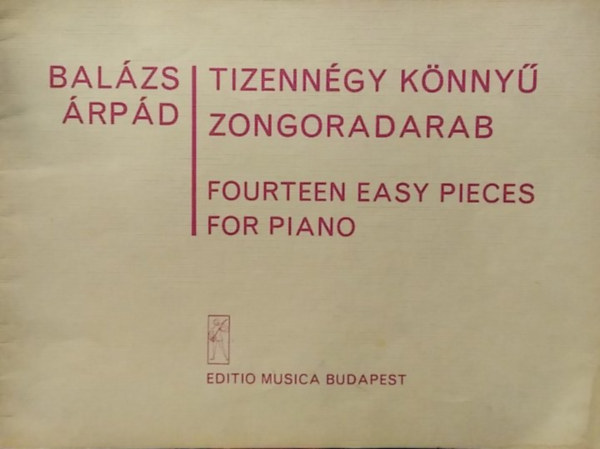 BALÁZS
ÁRPÁD
TIZENNÉGY KÖNNYŰ
ZONGORADARAB
FOURTEEN EASY PIECES
FOR PIANO
EDITIO MUSICA BUDAPEST